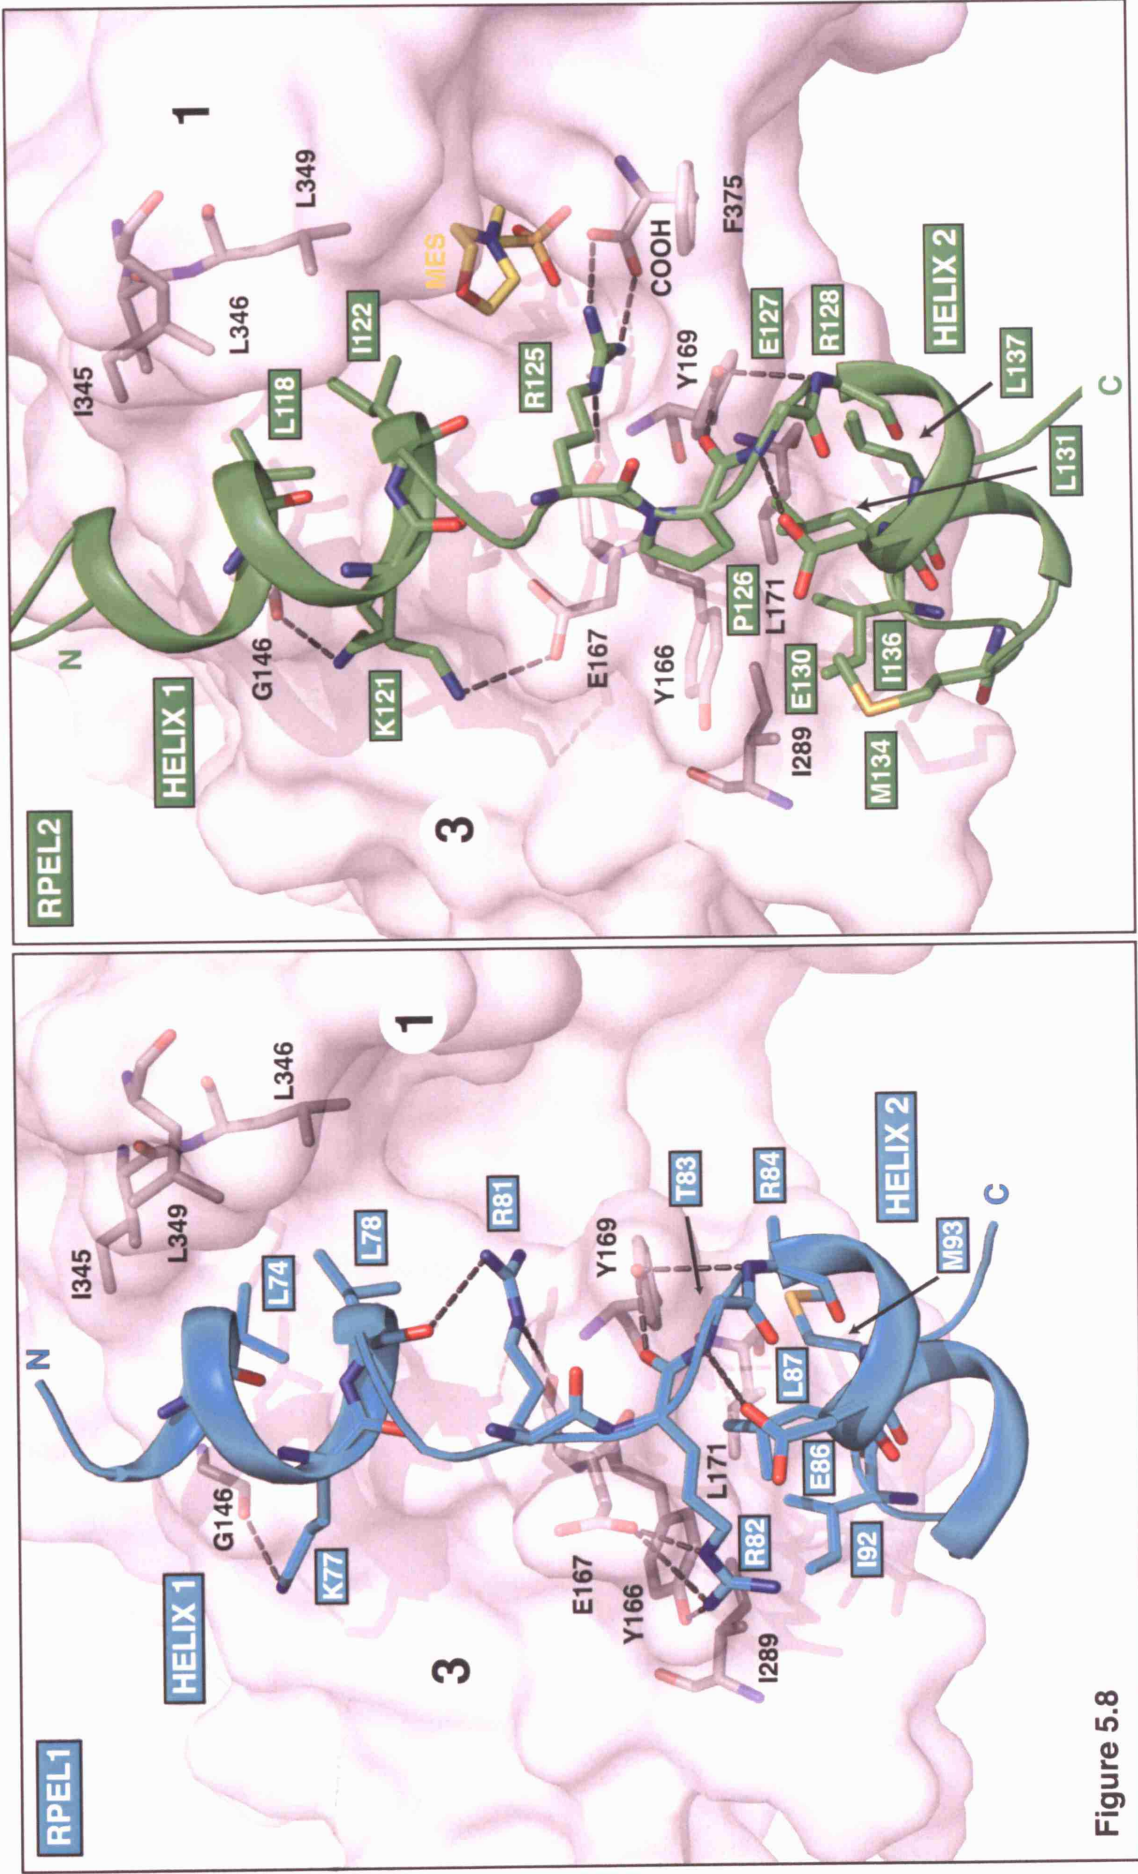 RPEL1
N
HELIX 1
I345
L349
L346
L74
G146
K77
L78
1
3
R81
E167
Y166
Y169
T83
R84
I289
R82
L171
L87
E86
I92
HELIX 2
M93
C
RPEL2
N
HELIX 1
I345
L346
L349
1
L118
G146
K121
I122
MES
3
R125
COOH
F375
E167
Y166
Y169
E127
R128
I289
P126
L171
E130
I136
M134
HELIX 2
L137
L131
C
Figure 5.8